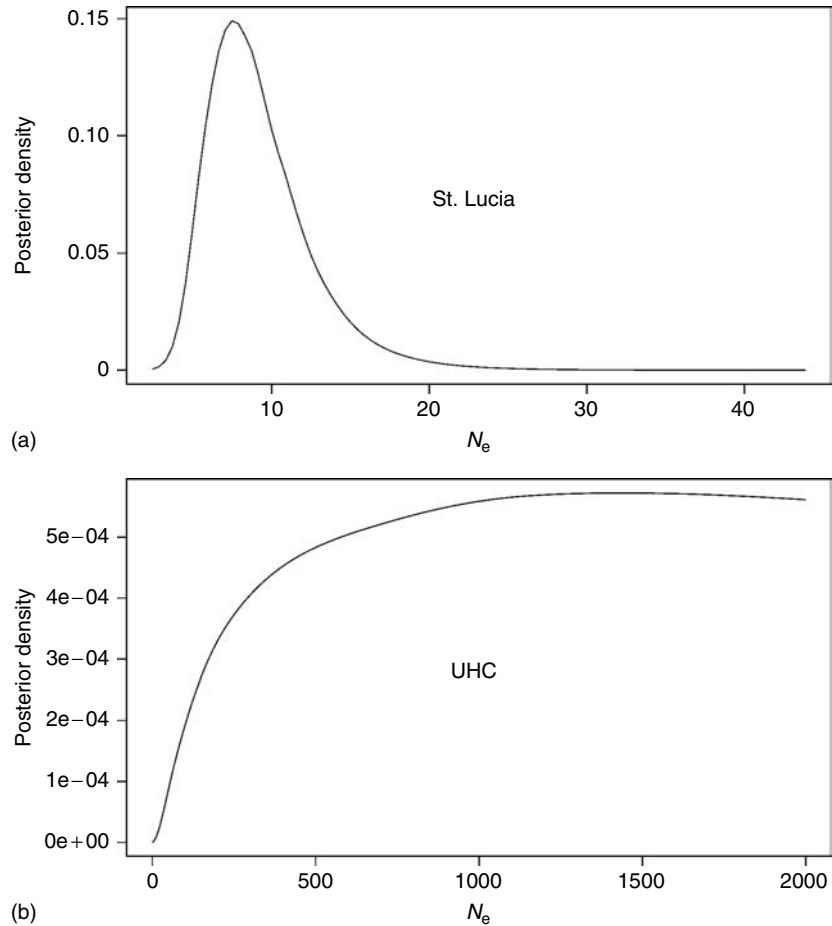 0.15
0.10
0.05
0
Posterior density
St. Lucia
10 20 30 40
(a)
Ne
5e−04
4e−04
3e−04
2e−04
1e−04
0e+00
Posterior density
UHC
0 500 1000 1500 2000
(b)
Ne